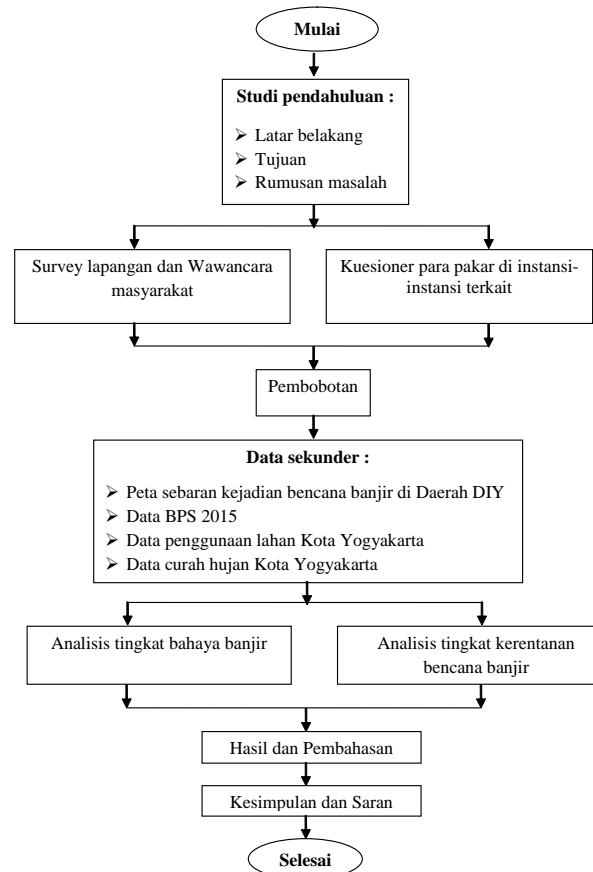 Mulai
Studi pendahuluan :
➢ Latar belakang
➢ Tujuan
➢ Rumusan masalah
Survey lapangan dan Wawancara
masyarakat
Kuesioner para pakar di instansi-
instansi terkait
Pembobotan
Data sekunder :
➢ Peta sebaran kejadian bencana banjir di Daerah DIY
➢ Data BPS 2015
➢ Data penggunaan lahan Kota Yogyakarta
➢ Data curah hujan Kota Yogyakarta
Analisis tingkat bahaya banjir
Analisis tingkat kerentanan
bencana banjir
Hasil dan Pembahasan
Kesimpulan dan Saran
Selesai